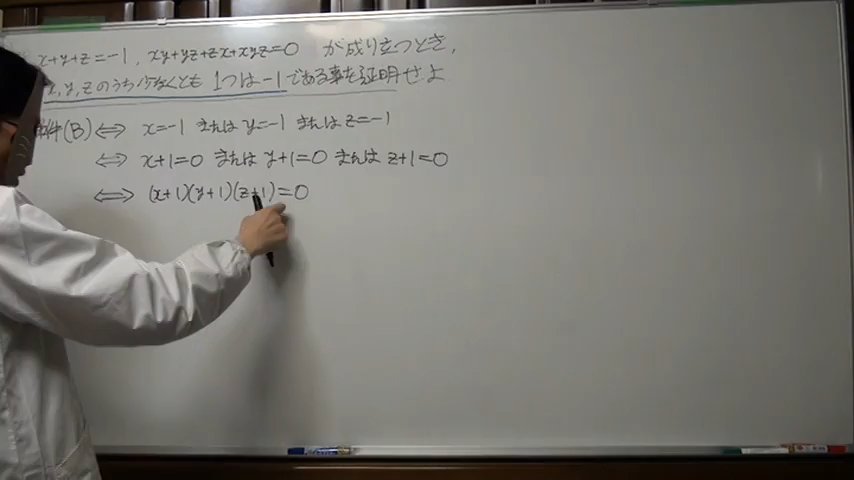 x+y+z=-1, xy+yz+zx+xyz=0 が成り立つとき,
x,y,zのうち少なくとも 1つは-1である事を証明せよ
条件(B)⇔ x=-1 または y=-1 または z=-1
⇔ x+1=0 または y+1=0 または z+1=0
⇔ (x+1)(y+1)(z+1)=0